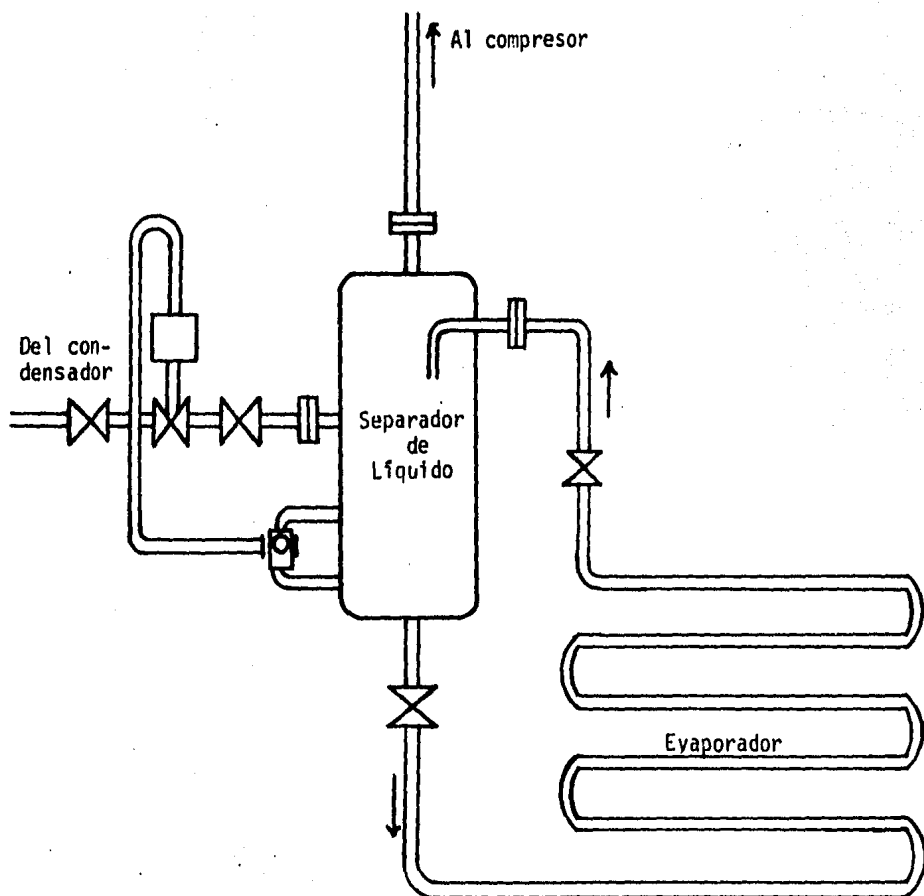 Al compresor
Del con-
densador
Separador
de
Líquido
Evaporador